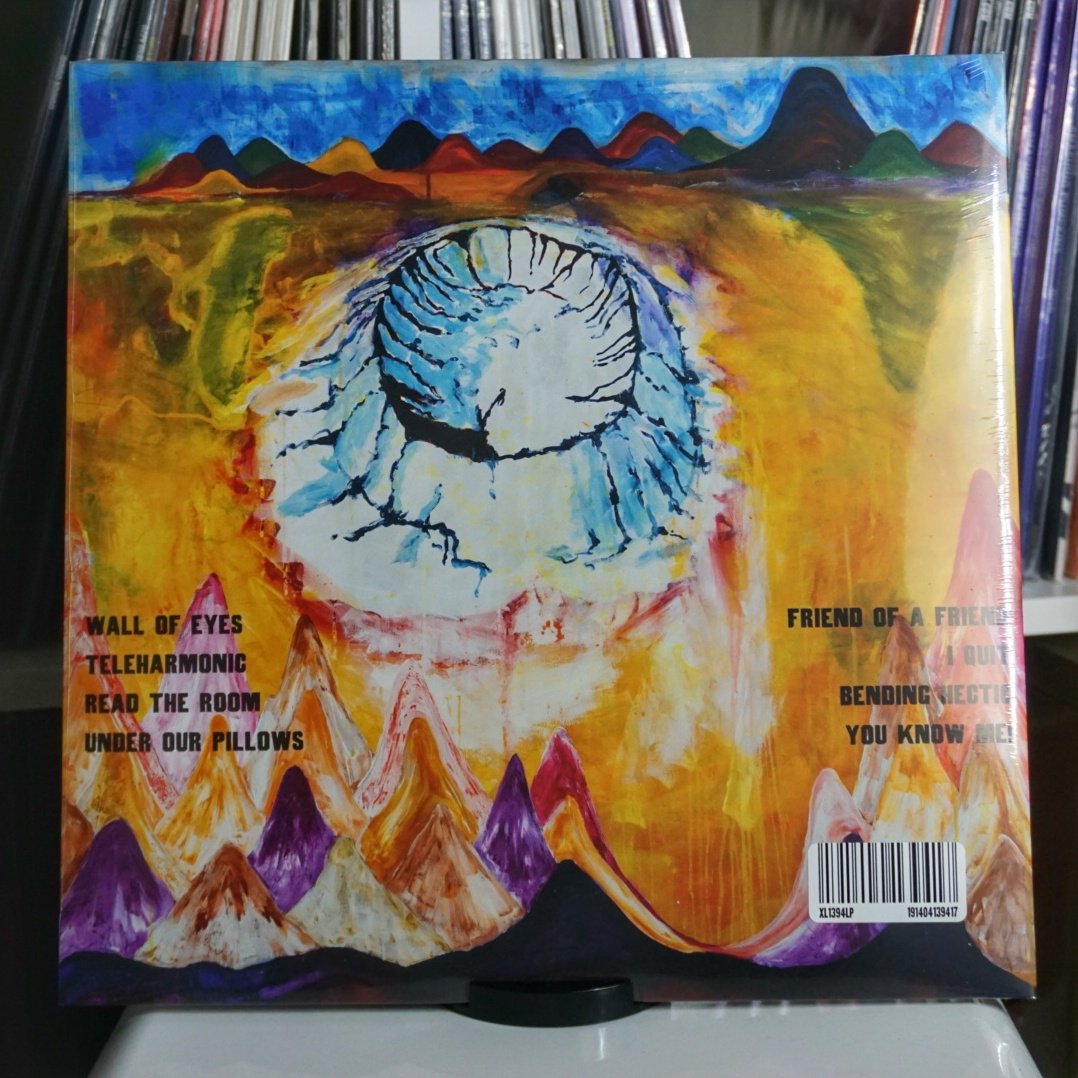 WALL OF EYES
TELEHARMONIC
READ THE ROOM
UNDER OUR PILLOWS
FRIEND OF A FRIEND
I QUIT
BENDING HECTIC
YOU KNOW ME!
XL1394LP 191404139417